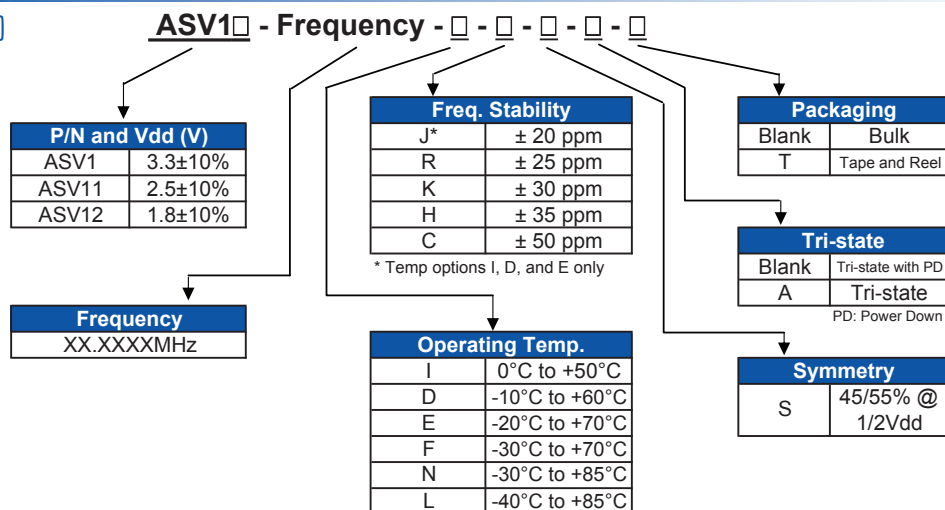 ASV1□ - Frequency - □ - □ - □ - □ - □
P/N and Vdd (V)
ASV1 3.3±10%
ASV11 2.5±10%
ASV12 1.8±10%
Frequency
XX.XXXXMHz
Freq. Stability
J* ± 20 ppm
R ± 25 ppm
K ± 30 ppm
H ± 35 ppm
C ± 50 ppm
* Temp options I, D, and E only
Operating Temp.
I 0°C to +50°C
D -10°C to +60°C
E -20°C to +70°C
F -30°C to +70°C
N -30°C to +85°C
L -40°C to +85°C
Packaging
Blank Bulk
T Tape and Reel
Tri-state
Blank Tri-state with PD
A Tri-state
PD: Power Down
Symmetry
S 45/55% @
1/2Vdd